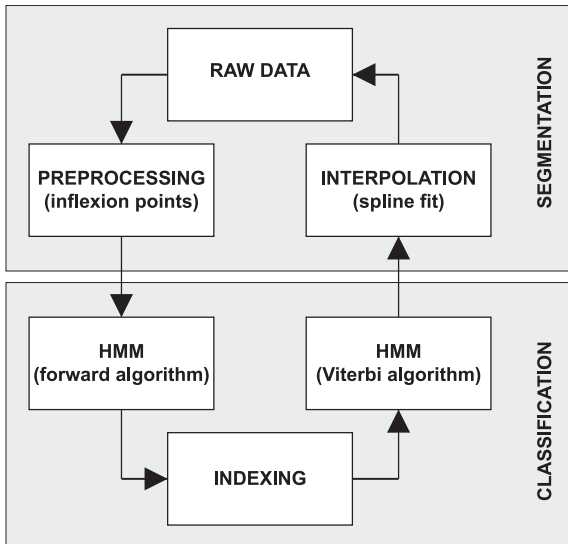 RAW DATA
PREPROCESSING
(inflexion points)
INTERPOLATION
(spline fit)
SEGMENTATION
HMM
(forward algorithm)
HMM
(Viterbi algorithm)
INDEXING
CLASSIFICATION